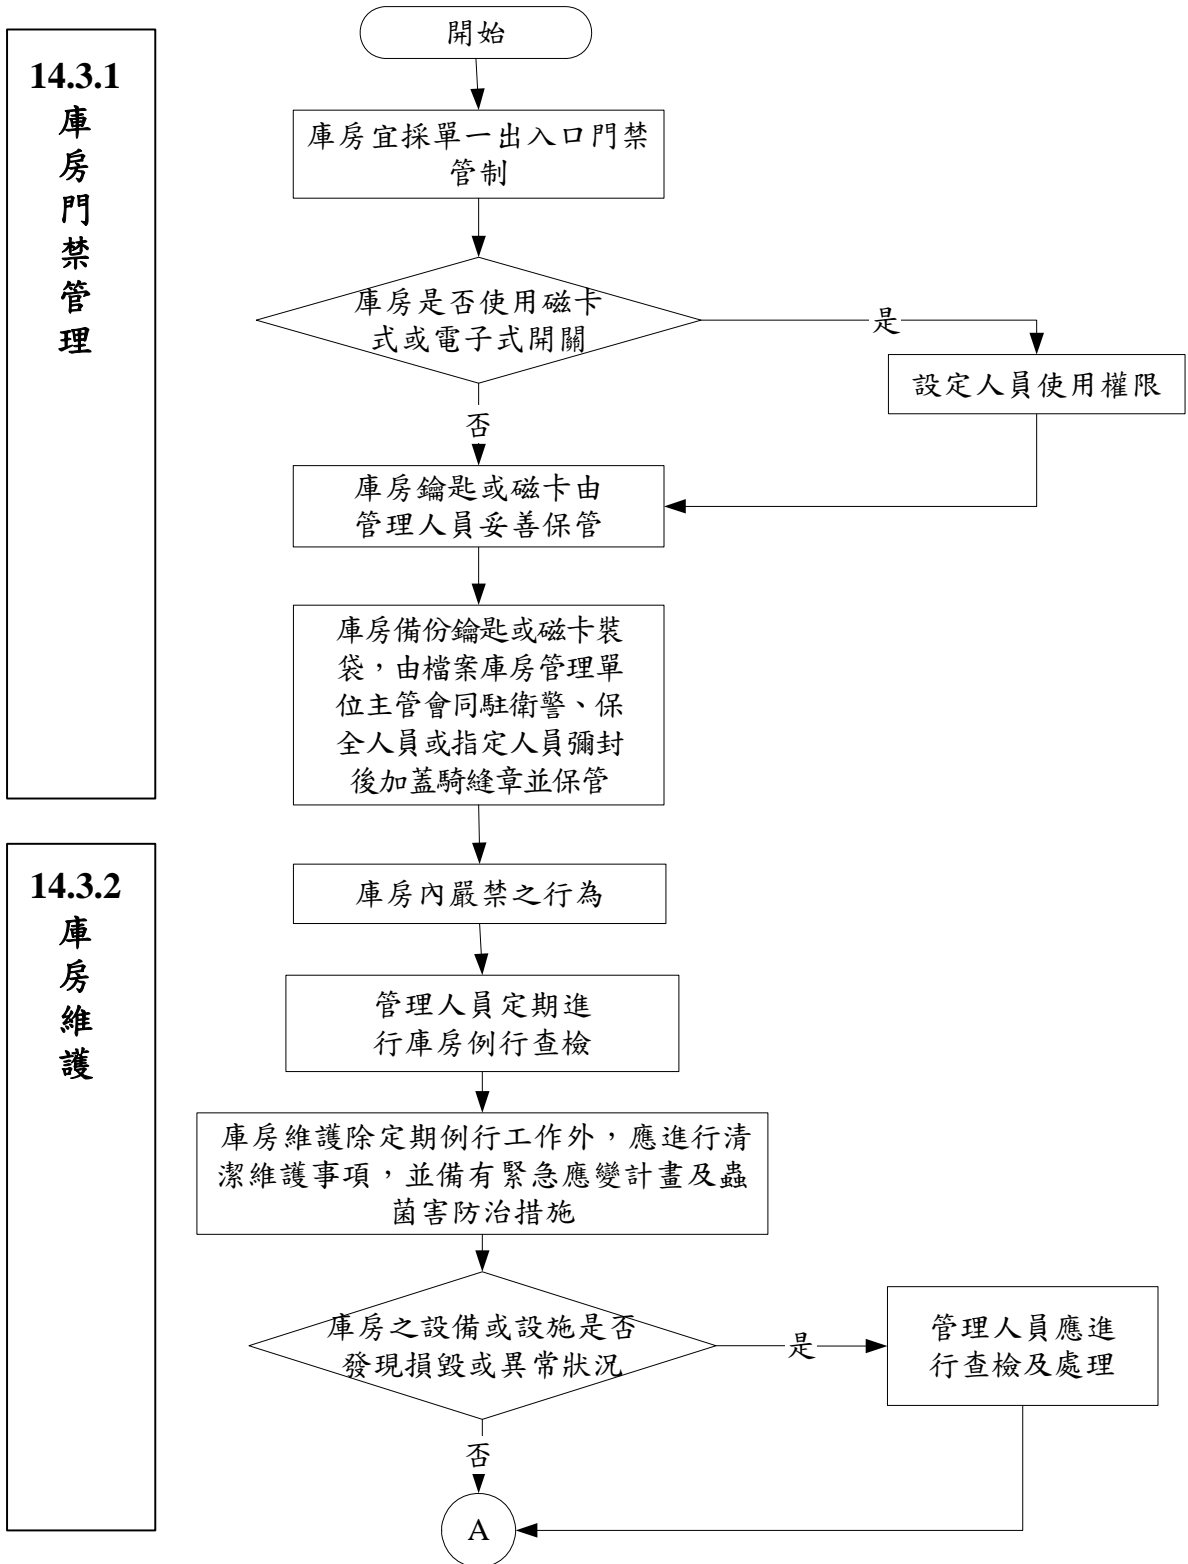 14.3.1
庫
房
門
禁
管
理
開始
庫房宜採單一出入口門禁
管制
庫房是否使用磁卡
式或電子式開關
是
設定人員使用權限
否
庫房鑰匙或磁卡由
管理人員妥善保管
庫房備份鑰匙或磁卡裝
袋，由檔案庫房管理單
位主管會同駐衛警、保
全人員或指定人員彌封
後加蓋騎縫章並保管
14.3.2
庫
房
維
護
庫房內嚴禁之行為
管理人員定期進
行庫房例行查檢
庫房維護除定期例行工作外，應進行清
潔維護事項，並備有緊急應變計畫及蟲
菌害防治措施
庫房之設備或設施是否
發現損毀或異常狀況
是
管理人員應進
行查檢及處理
否
A